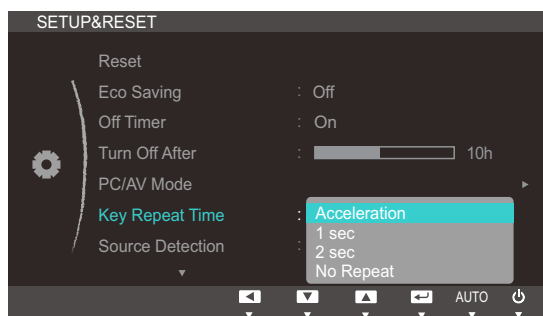 SETUP&RESET
Reset
Eco Saving : Off
Off Timer : On
Turn Off After : 10h
PC/AV Mode
Key Repeat Time : Acceleration
1 sec
Source Detection : 2 sec
No Repeat
AUTO